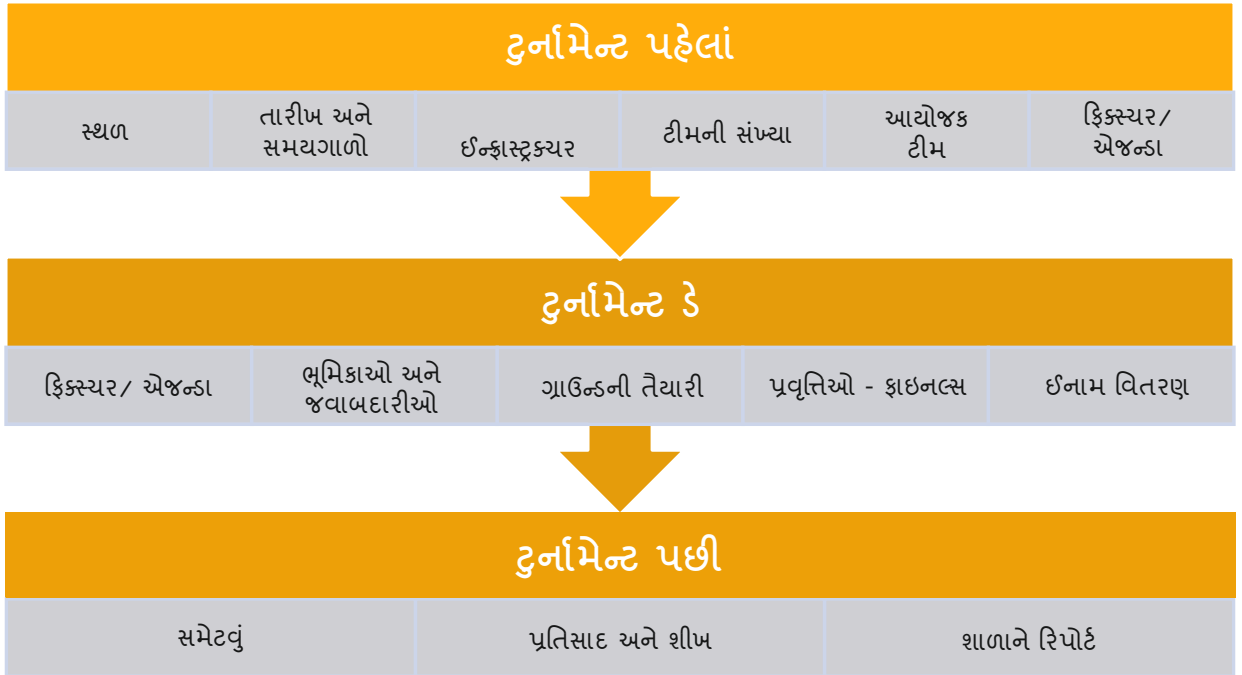 ટુર્નામેન્ટ પહેલાં
સ્થળ
તારીખ અને
સમયગાળો
ઈન્ફ્રાસ્ટ્રક્ચર
ટીમની સંખ્યા
આયોજક
ટીમ
ફિક્સ્ચર/
એજન્ડા
ટુર્નામેન્ટ ડે
ફિક્સ્ચર/ એજન્ડા
ભૂમિકાઓ અને
જવાબદારીઓ
ગ્રાઉન્ડની તૈયારી
પ્રવૃત્તિઓ - ફાઇનલ્સ
ઈનામ વિતરણ
ટુર્નામેન્ટ પછી
સમેટવું
પ્રતિસાદ અને શીખ
શાળાને રિપોર્ટ